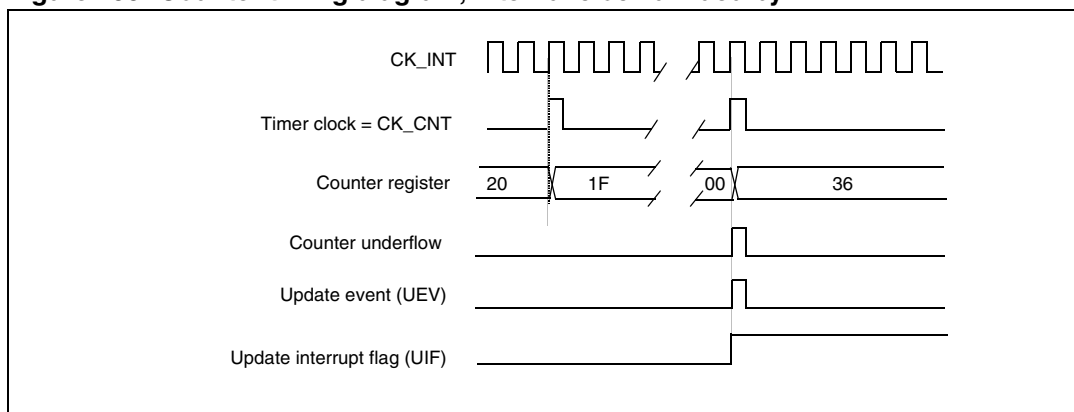 CK_INT
Timer clock = CK_CNT
Counter register 20 1F 00 36
Counter underflow
Update event (UEV)
Update interrupt flag (UIF)